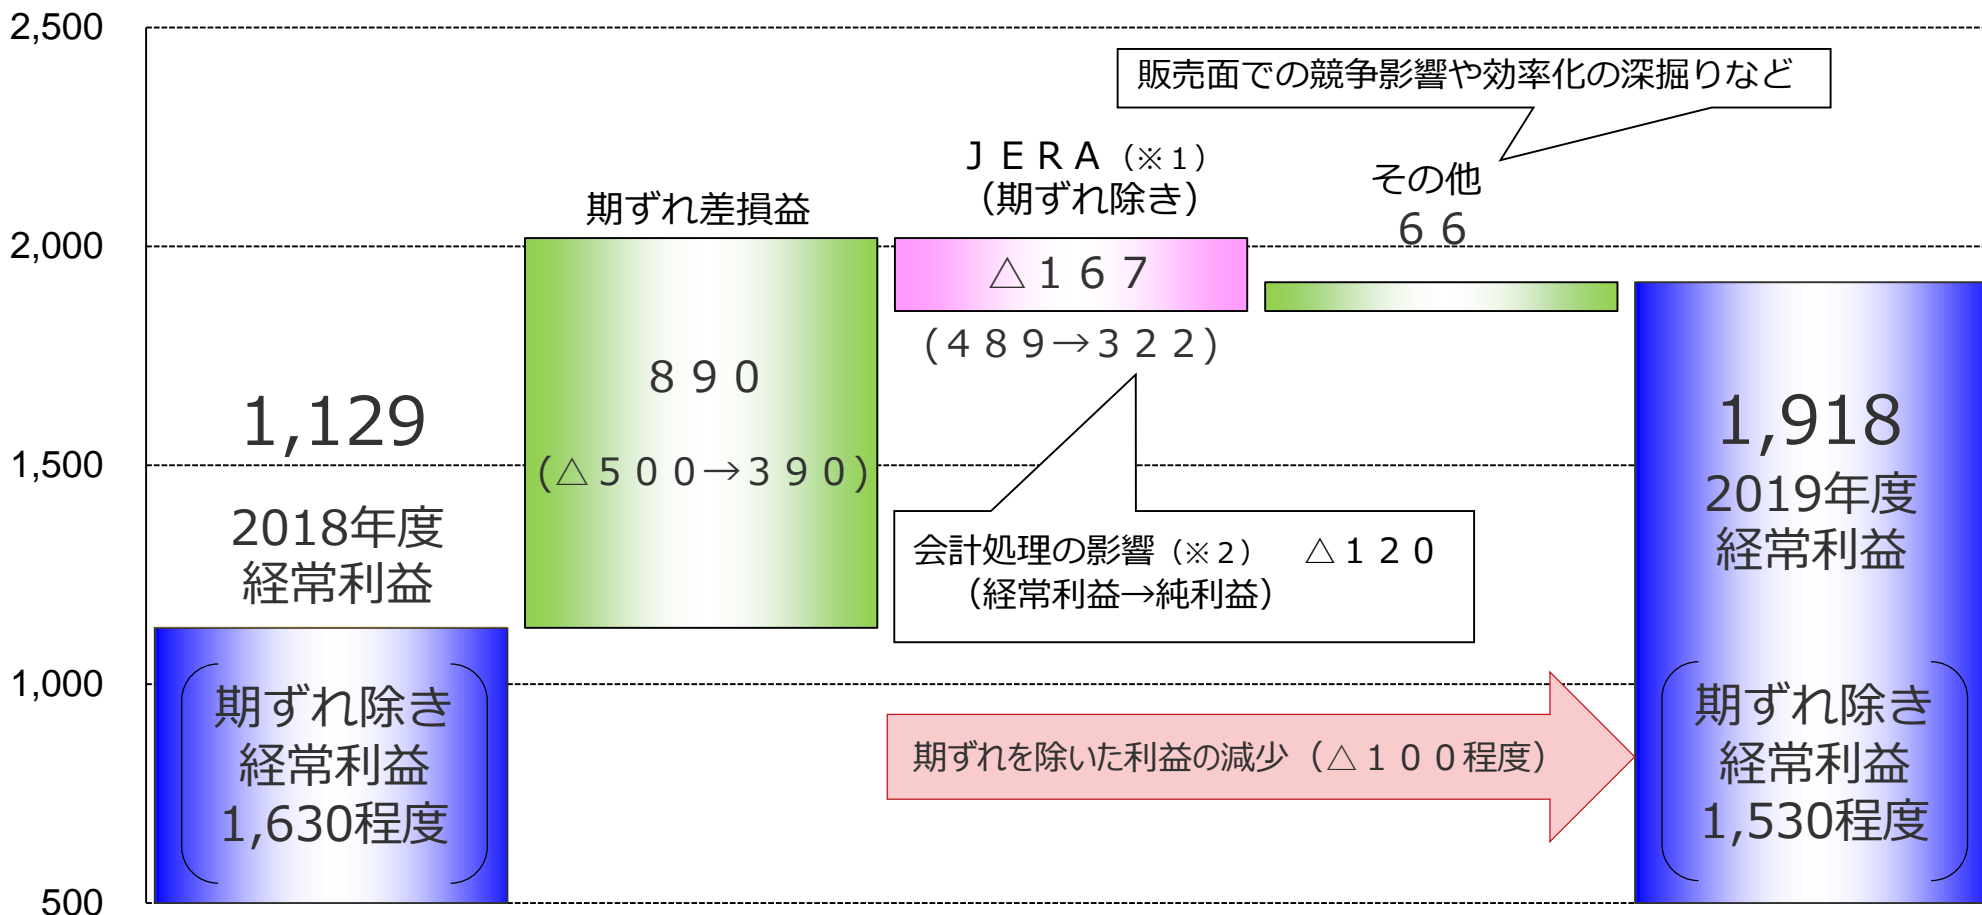 2,500
2,000
1,500
1,000
500
1,129
2018年度
経常利益
期ずれ除き
経常利益
1,630程度
期ずれ差損益
８９０
(△５００→３９０)
ＪＥＲＡ（※１）
（期ずれ除き）
△１６７
(４８９→３２２)
会計処理の影響（※２） △１２０
（経常利益→純利益）
販売面での競争影響や効率化の深掘りなど
その他
６６
期ずれを除いた利益の減少（△１００程度）
1,918
2019年度
経常利益
期ずれ除き
経常利益
1,530程度